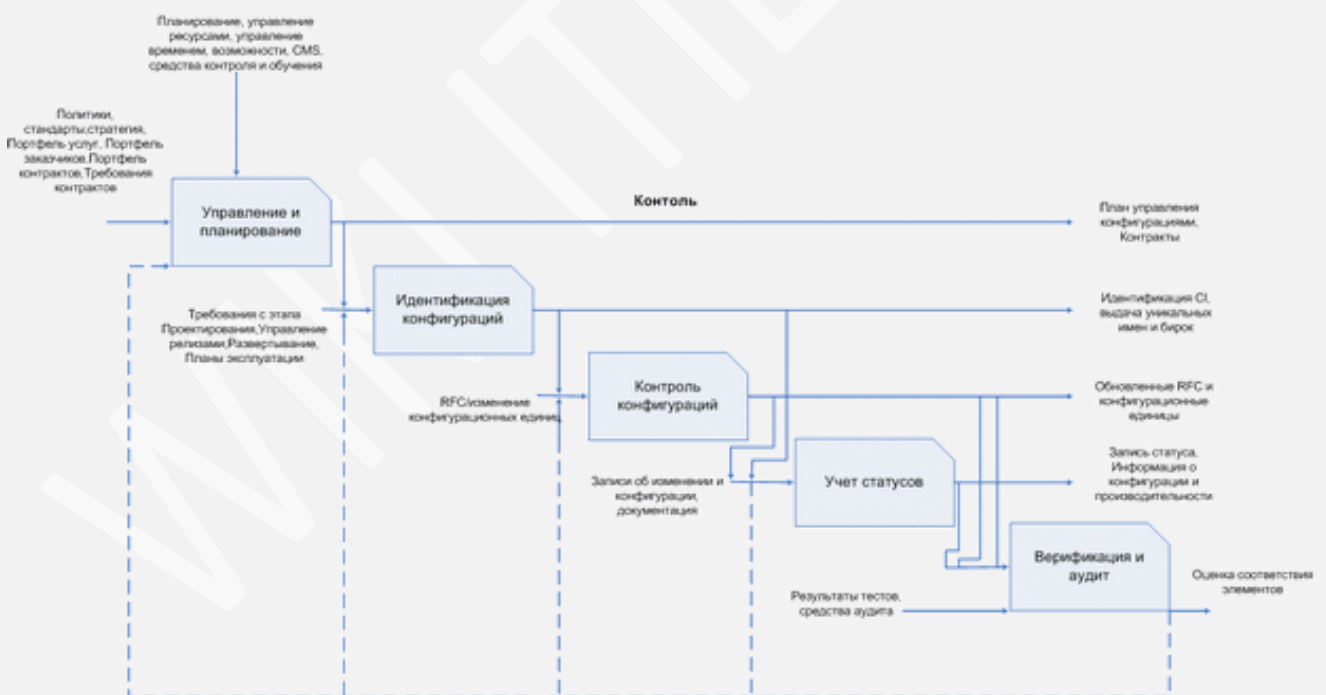 Планирование, управление
ресурсами, управление
временем, возможности, CMS,
средства контроля и обучения
Политики,
стандарты,стратегия,
Портфель услуг, Портфель
заказчиков,Портфель
контрактов,Требования
контрактов
Управление и
планирование
Контоль
План управления
конфигурациями,
Контракты
Требования с этапа
Проектирования,Управление
релизами,Развертывание,
Планы эксплуатации
Идентификация
конфигураций
Идентификация CI,
выдача уникальных
имен и бирок
RFC/изменение
конфигурационных единиц
Контроль
конфигураций
Обновленные RFC и
конфигурационные
единицы
Записи об изменении и
конфигурации,
документация
Учет статусов
Запись статуса,
Информация о
конфигурации и
производительности
Результаты тестов,
средства аудита
Верификация и
аудит
Оценка соответствия
элементов
WIKI ITIL